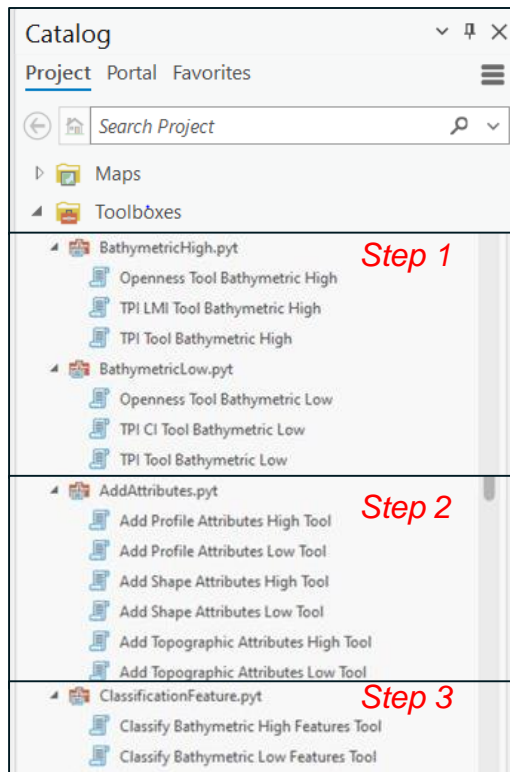 Catalog
Project Portal Favorites
Search Project
Maps
Toolboxes
BathymetricHigh.pyt Step 1
Openness Tool Bathymetric High
TPI LMI Tool Bathymetric High
TPI Tool Bathymetric High
BathymetricLow.pyt
Openness Tool Bathymetric Low
TPI CI Tool Bathymetric Low
TPI Tool Bathymetric Low
AddAttributes.pyt Step 2
Add Profile Attributes High Tool
Add Profile Attributes Low Tool
Add Shape Attributes High Tool
Add Shape Attributes Low Tool
Add Topographic Attributes High Tool
Add Topographic Attributes Low Tool
ClassificationFeature.pyt Step 3
Classify Bathymetric High Features Tool
Classify Bathymetric Low Features Tool